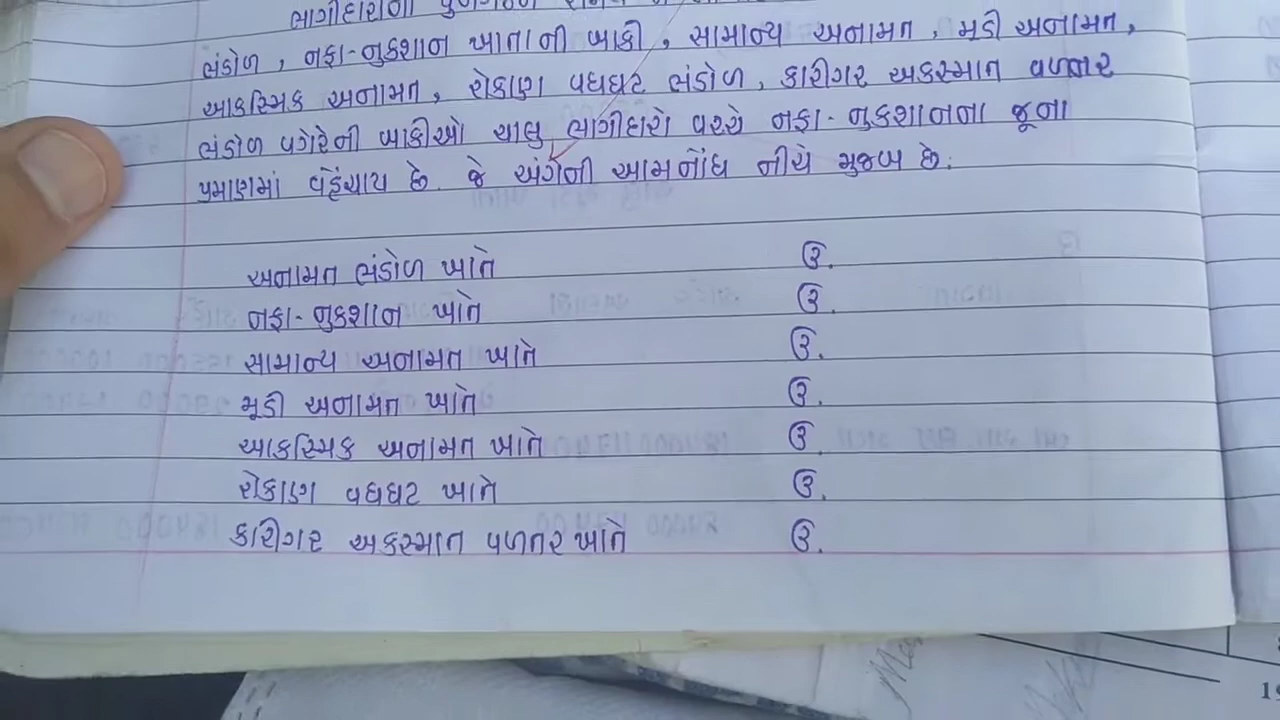 ભાગીદારીના પુનર્ગઠન સમયે
ભંડોળ, નફા-નુકશાન ખાતાની બાકી, સામાન્ય અનામત, મૂડી અનામત,
આકસ્મિક અનામત, રોકાણ વધઘટ ભંડોળ, કારીગર અકસ્માત વળતર
ભંડોળ વગેરેની બાકીઓ ચાલુ ભાગીદારો વચ્ચે નફા-નુકશાનના જૂના
પ્રમાણમાં વહેંચાય છે. જે અંગેની આમનોંધ નીચે મુજબ છે.
અનામત ભંડોળ ખાતે ઉ.
નફા-નુકશાન ખાતે ઉ.
સામાન્ય અનામત ખાતે ઉ.
મૂડી અનામત ખાતે ઉ.
આકસ્મિક અનામત ખાતે ઉ.
રોકાણ વધઘટ ખાતે ઉ.
કારીગર અકસ્માત વળતર ખાતે ઉ.